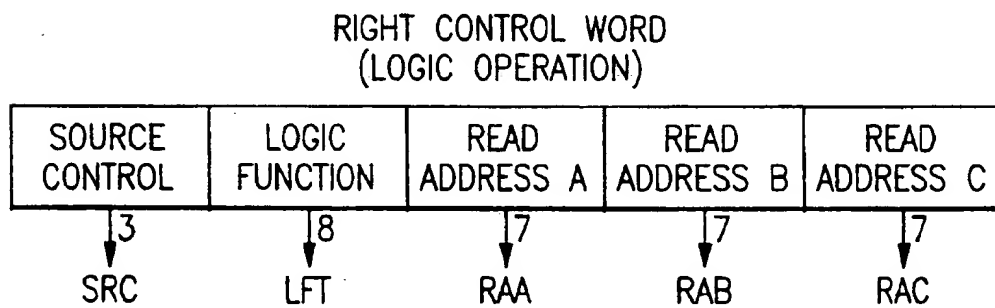 RIGHT CONTROL WORD
(LOGIC OPERATION)
SOURCE CONTROL
LOGIC FUNCTION
READ ADDRESS A
READ ADDRESS B
READ ADDRESS C
3 8 7 7 7
SRC LFT RAA RAB RAC